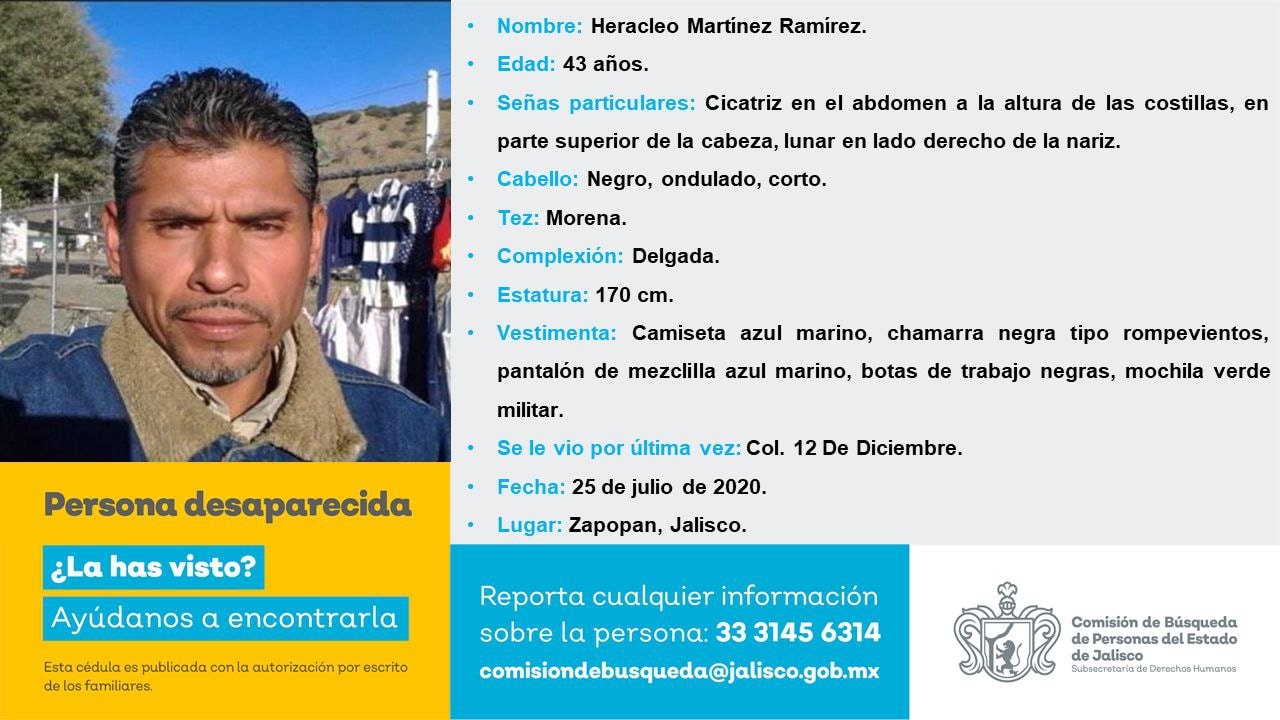 • Nombre: Heracleo Martínez Ramírez.
• Edad: 43 años.
• Señas particulares: Cicatriz en el abdomen a la altura de las costillas, en
parte superior de la cabeza, lunar en lado derecho de la nariz.
• Cabello: Negro, ondulado, corto.
• Tez: Morena.
• Complexión: Delgada.
• Estatura: 170 cm.
• Vestimenta: Camiseta azul marino, chamarra negra tipo rompevientos,
pantalón de mezclilla azul marino, botas de trabajo negras, mochila verde
militar.
• Se le vio por última vez: Col. 12 De Diciembre.
• Fecha: 25 de julio de 2020.
• Lugar: Zapopan, Jalisco.
Persona desaparecida
¿La has visto?
Ayúdanos a encontrarla
Esta cédula es publicada con la autorización por escrito
de los familiares.
Reporta cualquier información
sobre la persona: 33 3145 6314
comisiondebusqueda@jalisco.gob.mx
Comisión de Búsqueda
de Personas del Estado
de Jalisco
Subsecretaría de Derechos Humanos